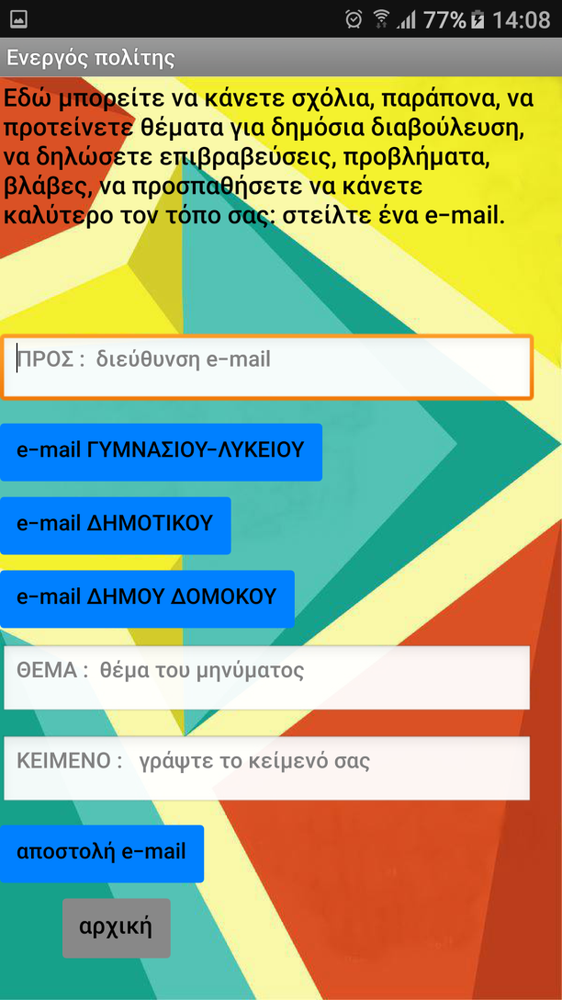 77% 14:08
Ενεργός πολίτης
Εδώ μπορείτε να κάνετε σχόλια, παράπονα, να
προτείνετε θέματα για δημόσια διαβούλευση,
να δηλώσετε επιβραβεύσεις, προβλήματα,
βλάβες, να προσπαθήσετε να κάνετε
καλύτερο τον τόπο σας: στείλτε ένα e-mail.
ΠΡΟΣ : διεύθυνση e-mail
e-mail ΓΥΜΝΑΣΙΟΥ-ΛΥΚΕΙΟΥ
e-mail ΔΗΜΟΤΙΚΟΥ
e-mail ΔΗΜΟΥ ΔΟΜΟΚΟΥ
ΘΕΜΑ : θέμα του μηνύματος
ΚΕΙΜΕΝΟ : γράψτε το κείμενό σας
αποστολή e-mail
αρχική